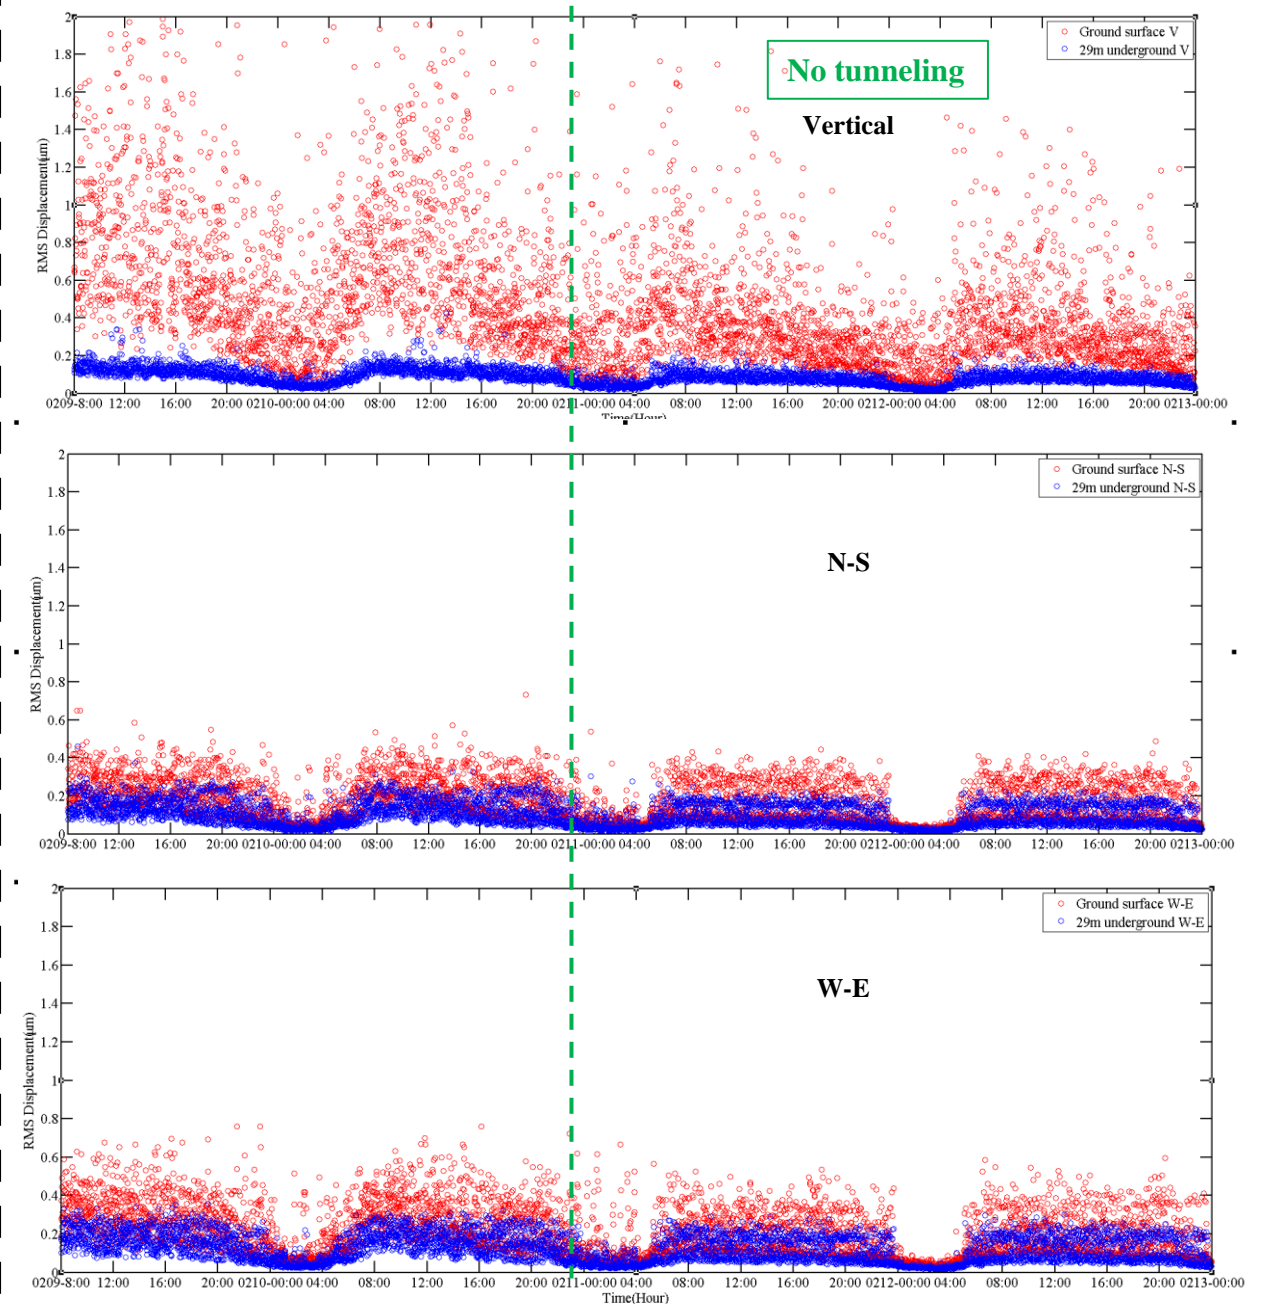 2
1.8
1.6
1.4
1.2
1
0.8
0.6
0.4
0.2
0
RMS Displacement(μm)
Ground surface V
29m underground V
No tunneling
Vertical
0209-8:00 12:00 16:00 20:00 0210-00:00 04:00 08:00 12:00 16:00 20:00 0211-00:00 04:00 08:00 12:00 16:00 20:00 0212-00:00 04:00 08:00 12:00 16:00 20:00 0213-00:00
Time(Hour)
2
1.8
1.6
1.4
1.2
1
0.8
0.6
0.4
0.2
0
RMS Displacement(μm)
Ground surface N-S
29m underground N-S
N-S
0209-8:00 12:00 16:00 20:00 0210-00:00 04:00 08:00 12:00 16:00 20:00 0211-00:00 04:00 08:00 12:00 16:00 20:00 0212-00:00 04:00 08:00 12:00 16:00 20:00 0213-00:00
2
1.8
1.6
1.4
1.2
1
0.8
0.6
0.4
0.2
0
RMS Displacement(μm)
Ground surface W-E
29m underground W-E
W-E
0209-8:00 12:00 16:00 20:00 0210-00:00 04:00 08:00 12:00 16:00 20:00 0211-00:00 04:00 08:00 12:00 16:00 20:00 0212-00:00 04:00 08:00 12:00 16:00 20:00 0213-00:00
Time(Hour)